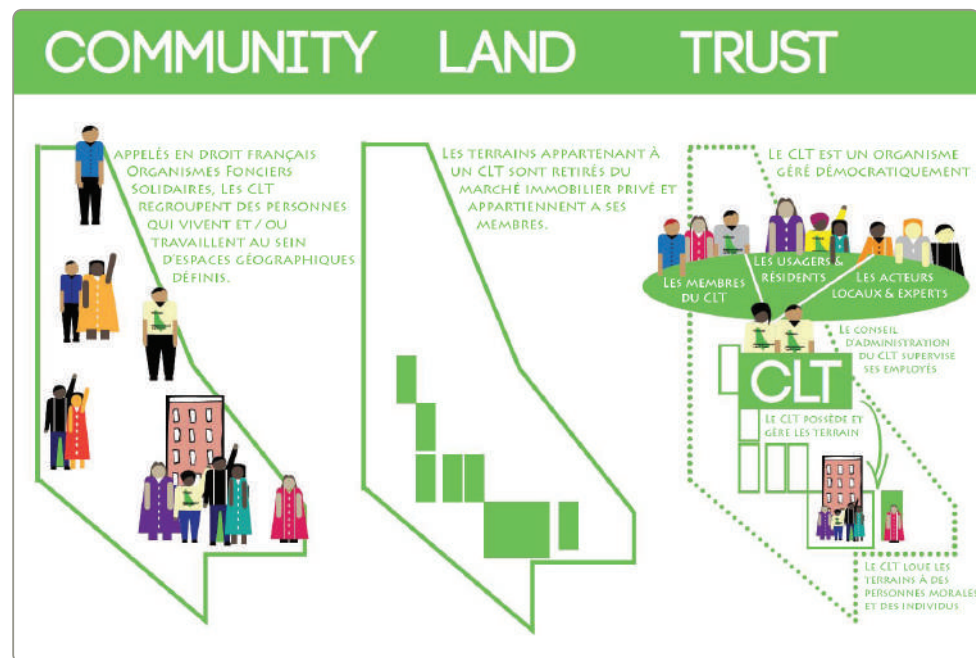 COMMUNITY LAND TRUST
APPELÉS EN DROIT FRANÇAIS
ORGANISMES FONCIERS
SOLIDAIRES, LES CLT
REGROUPENT DES PERSONNES
QUI VIVENT ET / OU
TRAVAILLENT AU SEIN
D'ESPACES GÉOGRAPHIQUES
DÉFINIS.
LES TERRAINS APPARTENANT À
UN CLT SONT RETIRÉS DU
MARCHÉ IMMOBILIER PRIVÉ ET
APPARTIENNENT A SES
MEMBRES.
LE CLT EST UN ORGANISME
GÉRÉ DÉMOCRATIQUEMENT
LES MEMBRES
DU CLT
LES USAGERS &
RÉSIDENTS
LES ACTEURS
LOCAUX & EXPERTS
LE CONSEIL
D'ADMINISTRATION
DU CLT SUPERVISE
SES EMPLOYÉS
CLT
LE CLT POSSÈDE ET
GÈRE LES TERRAIN
LE CLT LOUE LES
TERRAINS À DES
PERSONNES MORALES
ET DES INDIVIDUS